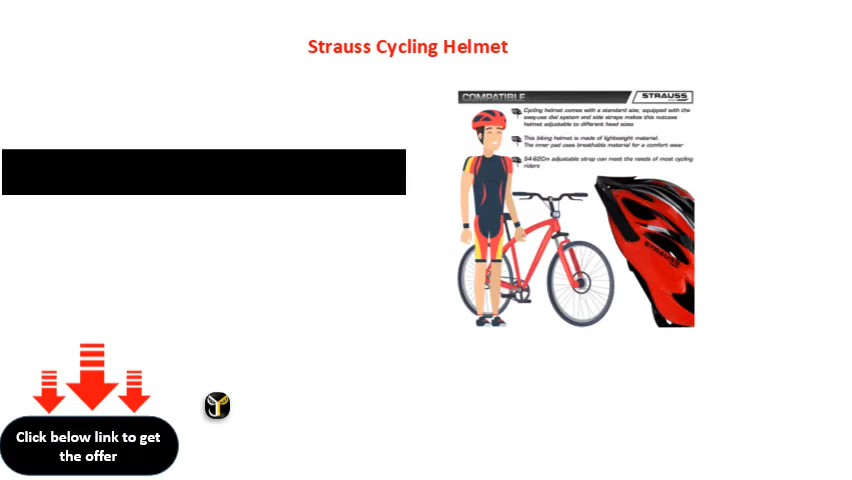 Strauss Cycling Helmet
COMPATIBLE
STRAUSS
Cycling helmet comes with a standard size, equipped with the
easy-use dial system and side straps makes this nutcase
helmet adjustable to different head sizes
This biking helmet is made of lightweight material,
The inner pad uses breathable material for a comfort wear
54-62Cm adjustable strap can meet the needs of most cycling
riders
STRAUSS
Click below link to get
the offer